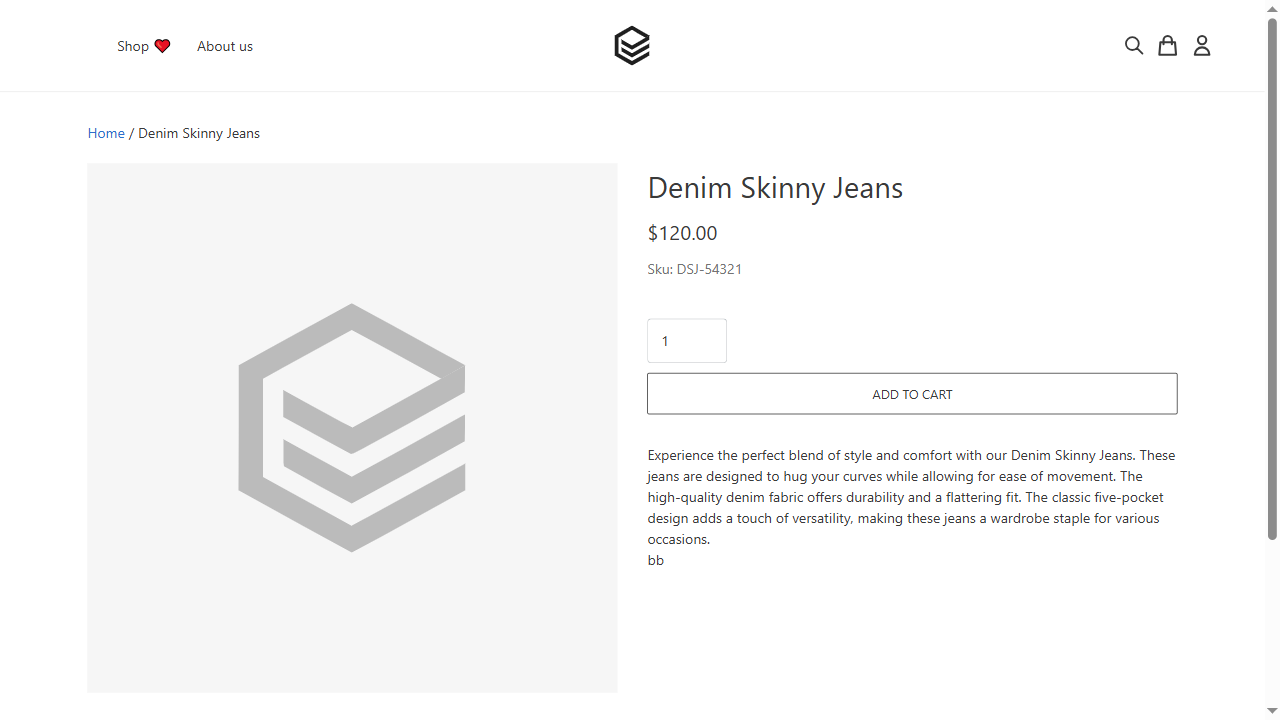 Shop ❤️
About us
Home / Denim Skinny Jeans
Denim Skinny Jeans
$120.00
Sku: DSJ-54321
1
ADD TO CART
Experience the perfect blend of style and comfort with our Denim Skinny Jeans. These
jeans are designed to hug your curves while allowing for ease of movement. The
high-quality denim fabric offers durability and a flattering fit. The classic five-pocket
design adds a touch of versatility, making these jeans a wardrobe staple for various
occasions.
bb